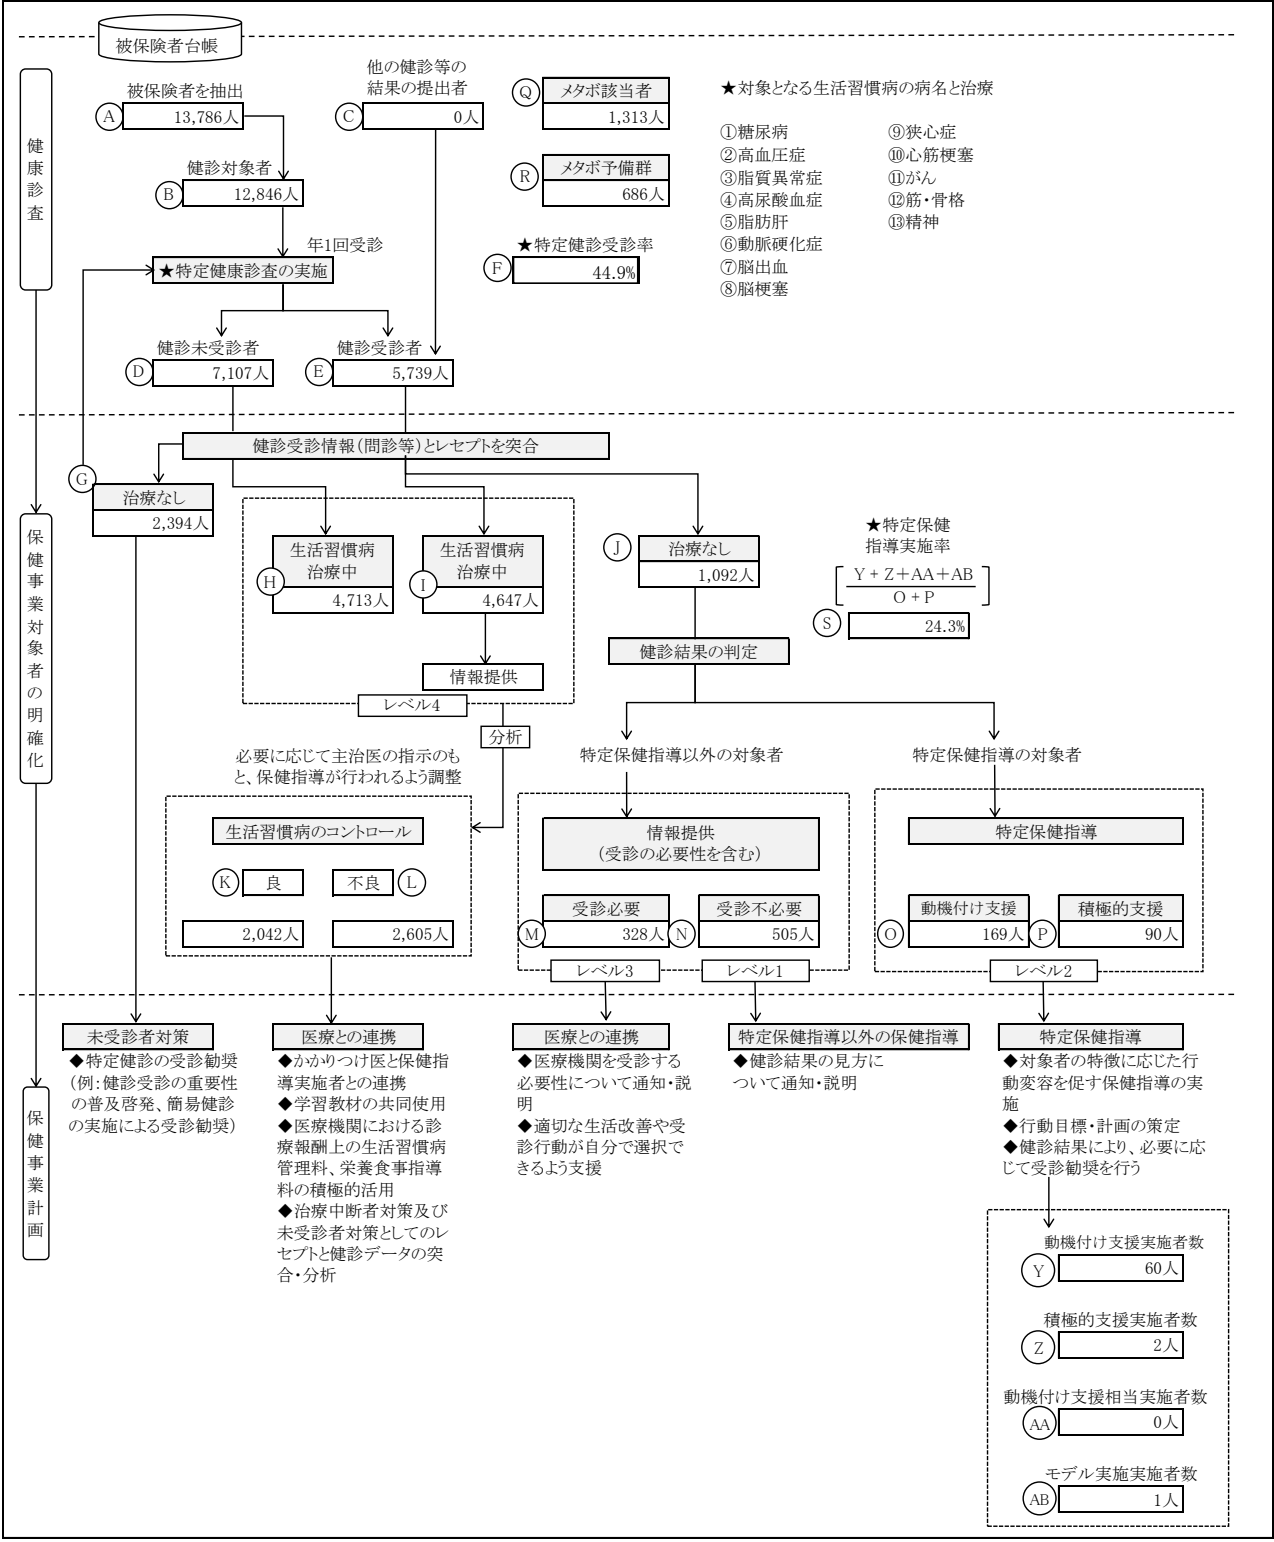 被保険者台帳
健康診査
被保険者を抽出
A
13,786人
他の健診等の
結果の提出者
C
0人
健診対象者
B
12,846人
年1回受診
★特定健康診査の実施
Q
メタボ該当者
1,313人
R
メタボ予備群
686人
★特定健診受診率
F
44.9%
★対象となる生活習慣病の病名と治療
①糖尿病
②高血圧症
③脂質異常症
④高尿酸血症
⑤脂肪肝
⑥動脈硬化症
⑦脳出血
⑧脳梗塞
⑨狭心症
⑩心筋梗塞
⑪がん
⑫筋・骨格
⑬精神
健診未受診者
D
7,107人
健診受診者
E
5,739人
保健事業対象者の明確化
健診受診情報（問診等）とレセプトを突合
G
治療なし
2,394人
生活習慣病
治療中
H
4,713人
生活習慣病
治療中
I
4,647人
情報提供
レベル4
J
治療なし
1,092人
★特定保健
指導実施率
Y + Z＋AA＋AB
O + P
S
24.3%
健診結果の判定
分析
必要に応じて主治医の指示のも
と、保健指導が行われるよう調整
生活習慣病のコントロール
K
良
不良
L
2,042人
2,605人
特定保健指導以外の対象者
情報提供
（受診の必要性を含む）
M
受診必要
328人
N
受診不必要
505人
レベル3
レベル1
特定保健指導の対象者
特定保健指導
O
動機付け支援
169人
P
積極的支援
90人
レベル2
保健事業計画
未受診者対策
◆特定健診の受診勧奨
（例：健診受診の重要性
の普及啓発、簡易健診
の実施による受診勧奨）
医療との連携
◆かかりつけ医と保健指
導実施者との連携
◆学習教材の共同使用
◆医療機関における診
療報酬上の生活習慣病
管理料、栄養食事指導
料の積極的活用
◆治療中断者対策及び
未受診者対策としてのレ
セプトと健診データの突
合・分析
医療との連携
◆医療機関を受診する
必要性について通知・説
明
◆適切な生活改善や受
診行動が自分で選択で
きるよう支援
特定保健指導以外の保健指導
◆健診結果の見方に
ついて通知・説明
特定保健指導
◆対象者の特徴に応じた行
動変容を促す保健指導の実
施
◆行動目標・計画の策定
◆健診結果により、必要に応
じて受診勧奨を行う
動機付け支援実施者数
Y
60人
積極的支援実施者数
Z
2人
動機付け支援相当実施者数
AA
0人
モデル実施実施者数
AB
1人